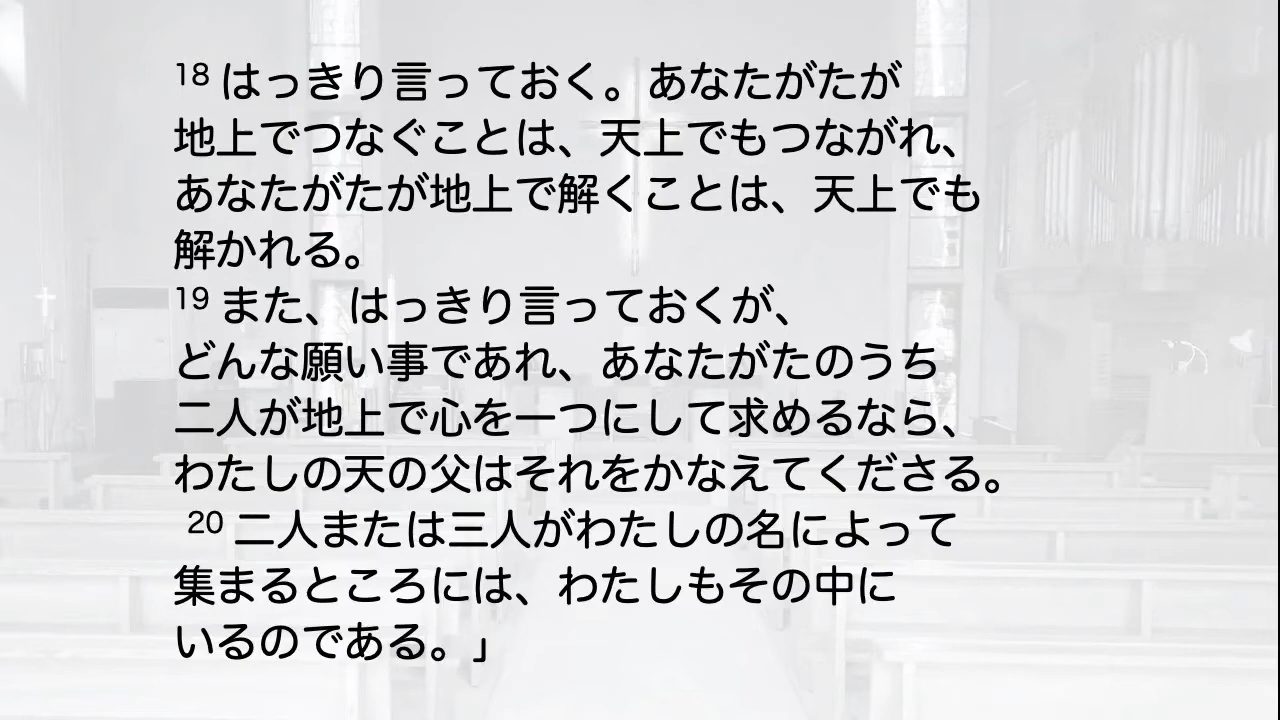 18 はっきり言っておく。あなたがたが
地上でつなぐことは、天上でもつながれ、
あなたがたが地上で解くことは、天上でも
解かれる。
19 また、はっきり言っておくが、
どんな願い事であれ、あなたがたのうち
二人が地上で心を一つにして求めるなら、
わたしの天の父はそれをかなえてくださる。
20 二人または三人がわたしの名によって
集まるところには、わたしもその中に
いるのである。」